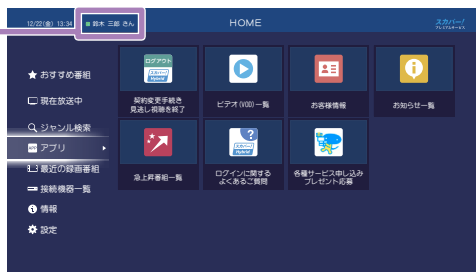 12/22(金) 13:34 ■ 鈴木 三郎 さん
HOME
スカパー!
プレミアムサービス
★ おすすめ番組
現在放送中
ジャンル検索
APP アプリ
最近の録画番組
接続機器一覧
情報
設定
ログアウト
スカパー!
Hybrid
契約変更手続き
見逃し視聴を終了
ビデオ (VOD) 一覧
お客様情報
お知らせ一覧
急上昇番組一覧
?
スカパー!
Hybrid
ログインに関する
よくあるご質問
各種サービス申し込み
プレゼント応募